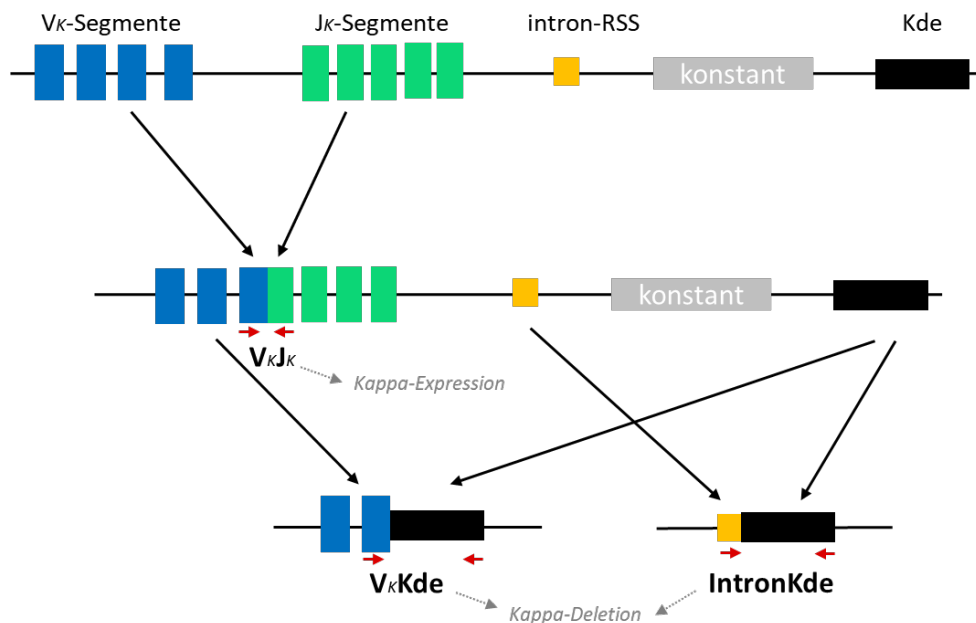 Vκ-Segmente
Jκ-Segmente
intron-RSS
Kde
konstant
konstant
VκJκ
Kappa-Expression
VκKde
IntronKde
Kappa-Deletion